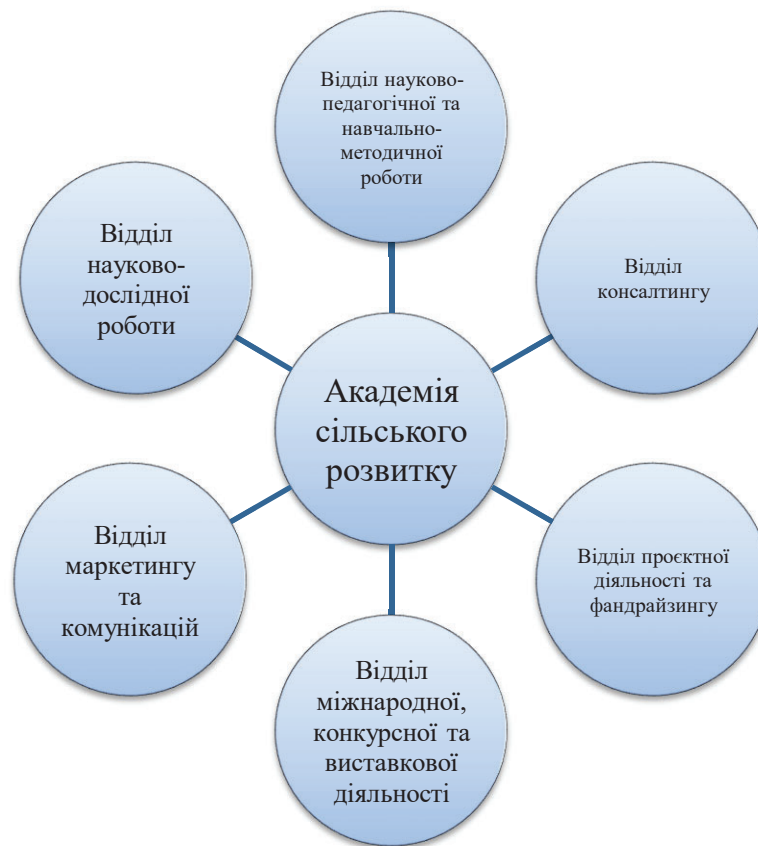 Відділ науково-
педагогічної та
навчально-
методичної
роботи
Відділ
науково-
дослідної
роботи
Відділ
консалтингу
Академія
сільського
розвитку
Відділ
маркетингу
та
комунікацій
Відділ проєктної
діяльності та
фандрайзингу
Відділ
міжнародної,
конкурсної та
виставкової
діяльності